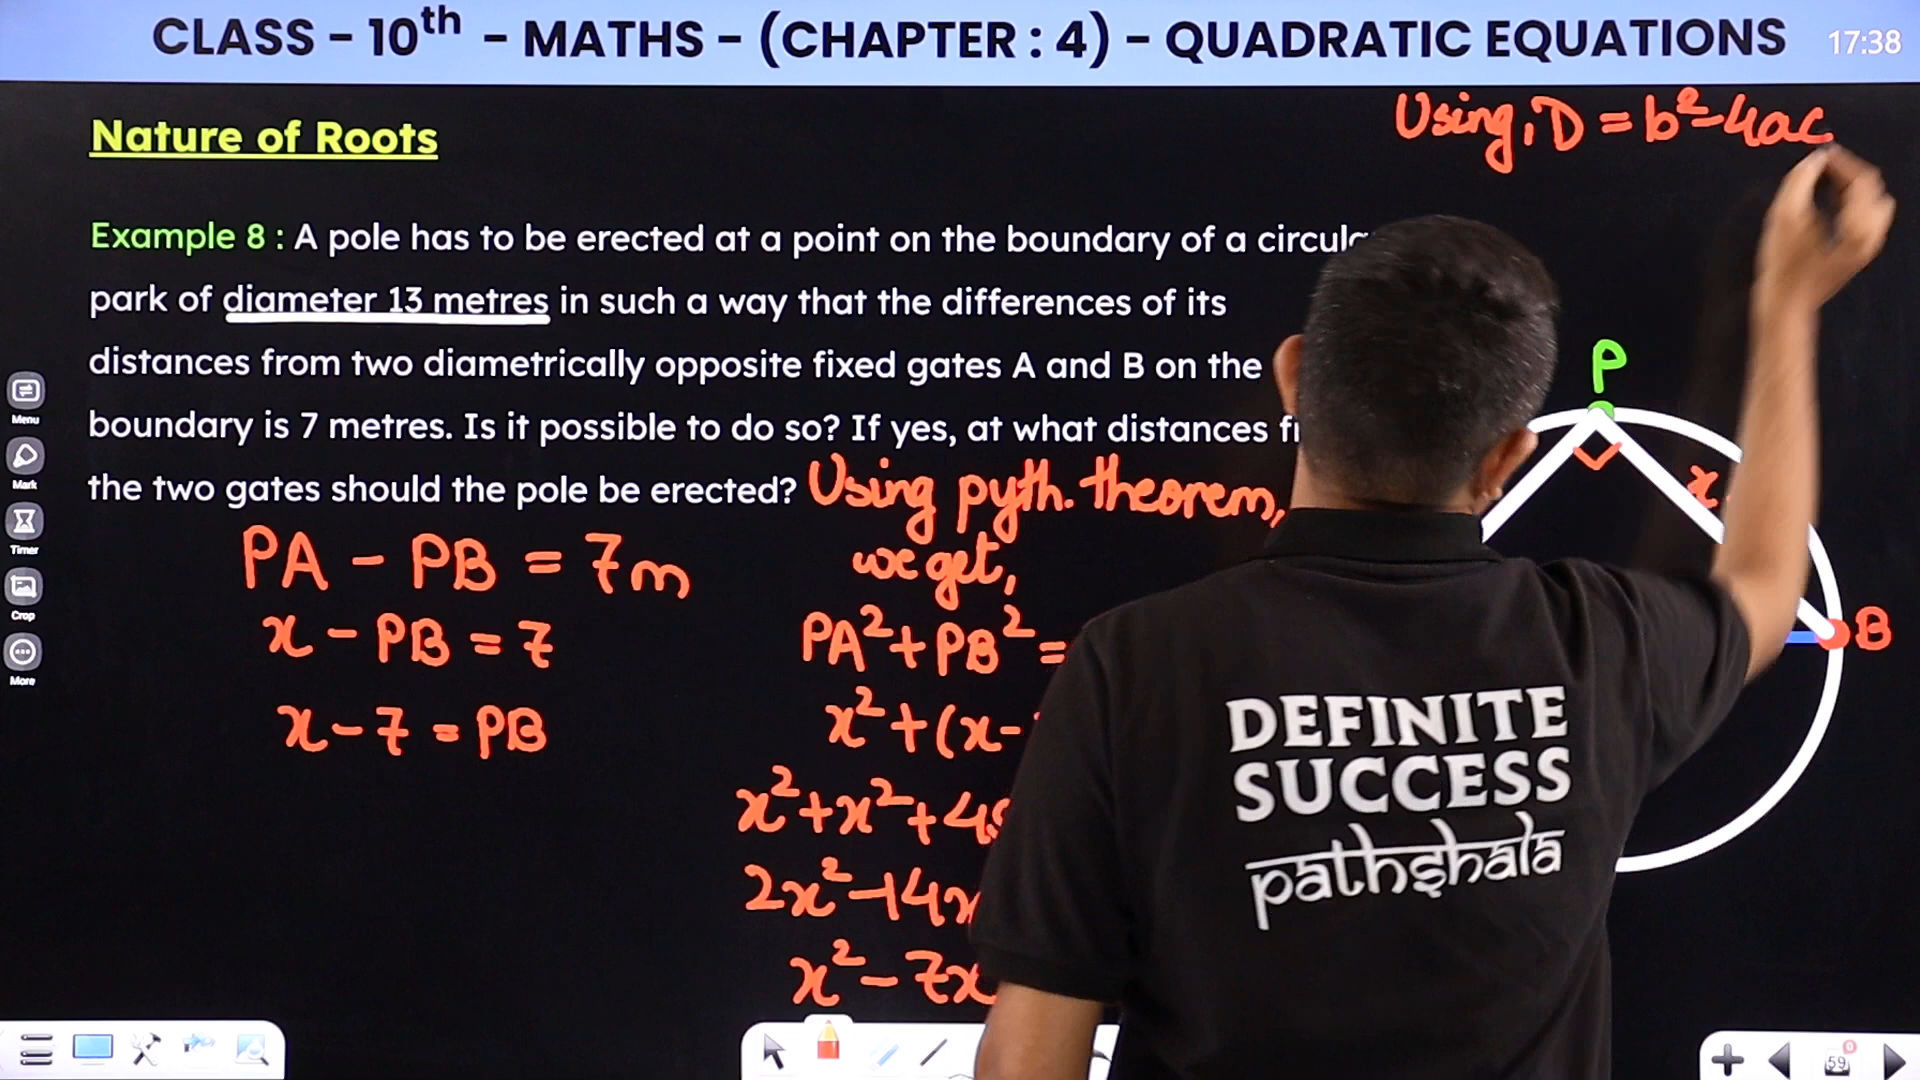 CLASS - 10th - MATHS - (CHAPTER : 4) - QUADRATIC EQUATIONS
17:38
Nature of Roots
Using, D = b²-4ac
Example 8 : A pole has to be erected at a point on the boundary of a
park of diameter 13 metres in such a way that the differences of its
distances from two diametrically opposite fixed gates A and B on the
boundary is 7 metres. Is it possible to do so? If yes, at what distances
the two gates should the pole be erected?
Using pyth. theorem,
we get,
PA - PB = 7m
x - PB = 7
x - 7 = PB
PA² + PB² =
x² + (x-
x²+x²+4
2x²-14x
x²-7x
P
x
B
Menu
Mark
Timer
Crop
More
DEFINITE
SUCCESS
pathshala
59
0